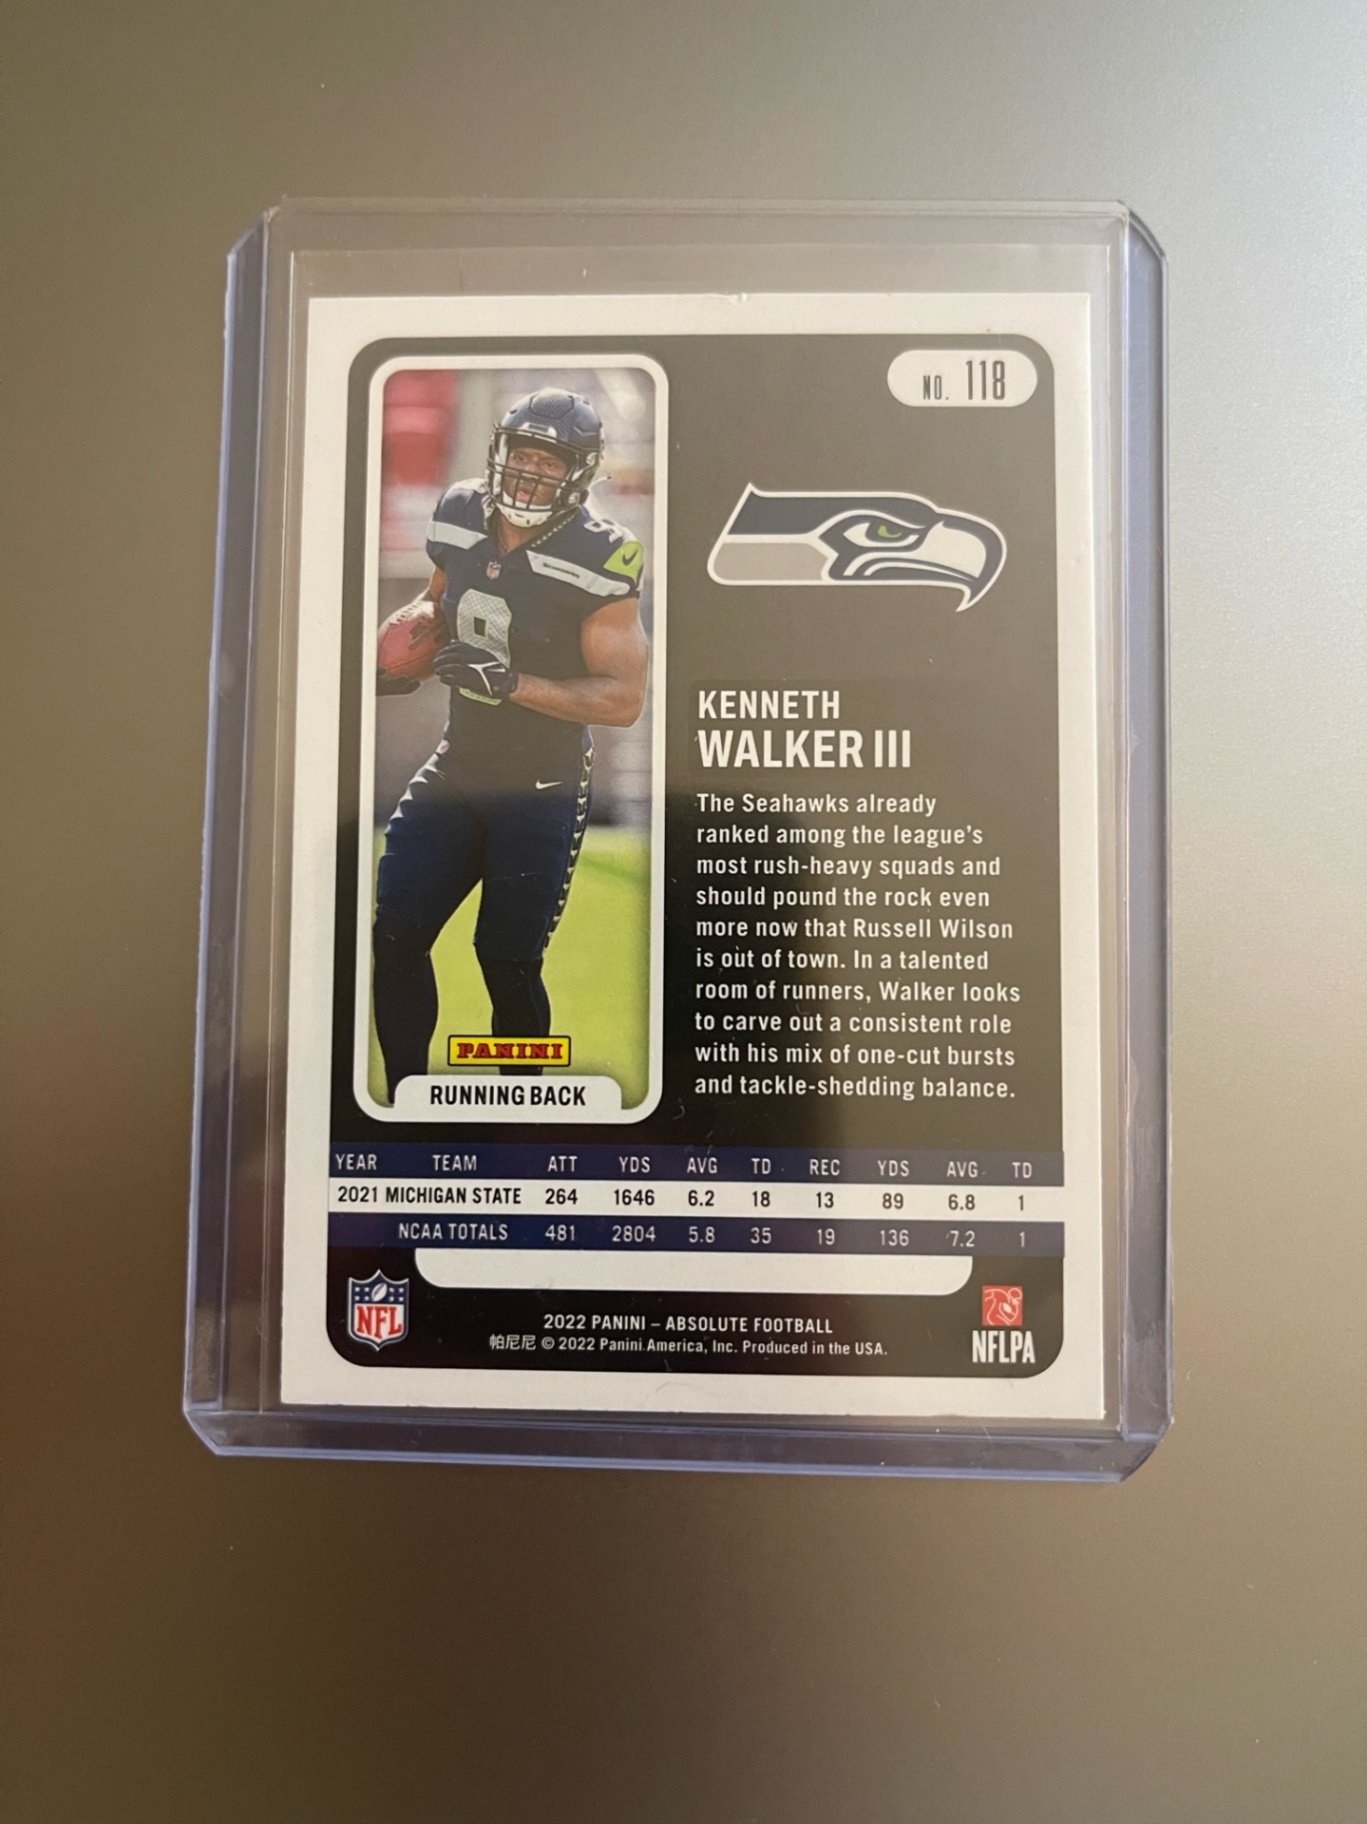 NO. 118
9
9
SEAHAWKS
NFL
KENNETH
WALKER III
The Seahawks already
ranked among the league's
most rush-heavy squads and
should pound the rock even
more now that Russell Wilson
is out of town. In a talented
room of runners, Walker looks
to carve out a consistent role
with his mix of one-cut bursts
and tackle-shedding balance.
PANINI
RUNNING BACK
YEAR TEAM ATT YDS AVG TD REC YDS AVG TD
2021 MICHIGAN STATE 264 1646 6.2 18 13 89 6.8 1
NCAA TOTALS 481 2804 5.8 35 19 136 7.2 1
NFL
2022 PANINI – ABSOLUTE FOOTBALL
帕尼尼 © 2022 Panini America, Inc. Produced in the USA.
NFLPA